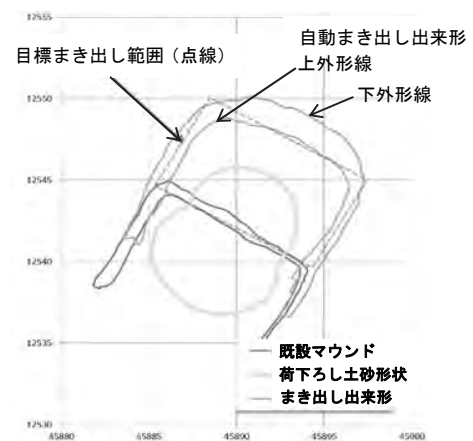 12555
自動まき出し出来形
上外形線
目標まき出し範囲（点線）
下外形線
12550
12545
12540
12535
既設マウンド
荷下ろし土砂形状
まき出し出来形
12530
45880
45885
45890
45895
45900